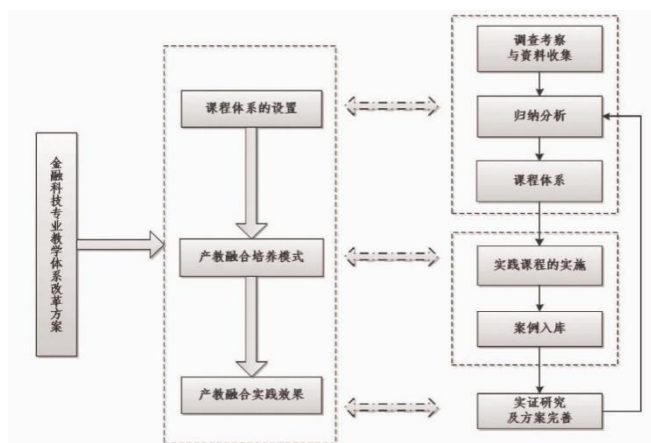 金融科技专业教学体系改革方案
课程体系的设置
产教融合培养模式
产教融合实践效果
调查考察
与资料收集
归纳分析
课程体系
实践课程的实施
案例入库
实证研究
及方案完善